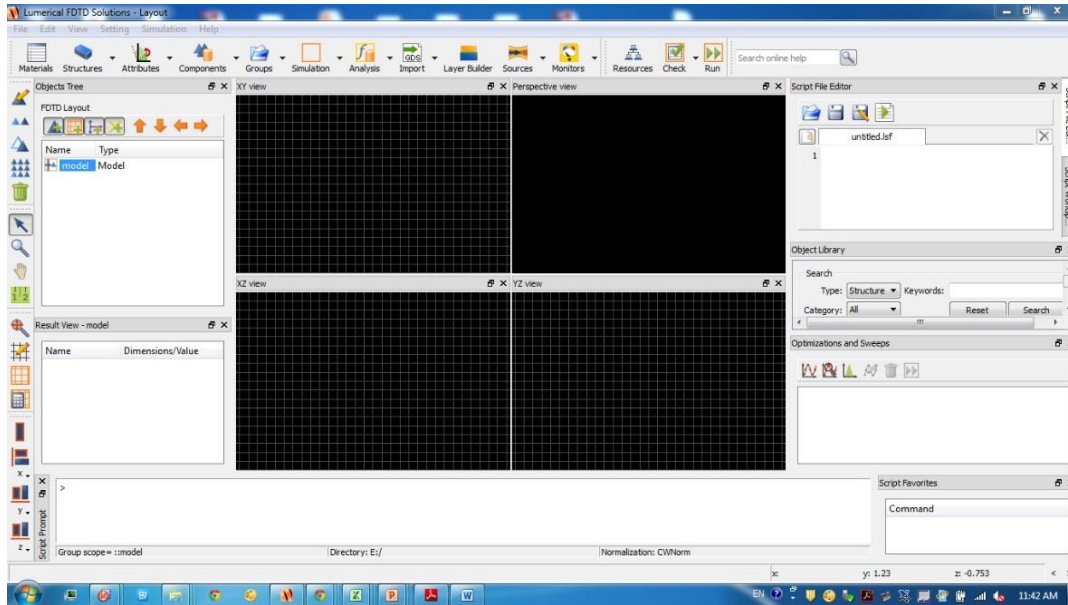 Lumerical FDTD Solutions - Layout
File Edit View Setting Simulation Help
Materials Structures Attributes Components Groups Simulation Analysis Import Layer Builder Sources Monitors Resources Check Run Search online help
GDS
Objects Tree
XY view
Perspective view
Script File Editor
FDTD Layout
Name Type
model Model
untitled.lsf
1
Object Library
Search
Type: Structure Keywords:
Category: All Reset Search
XZ view
YZ view
Result View - model
Name Dimensions/Value
Optimizations and Sweeps
1 2
x
y
z
Script Prompt
>
Group scope= ::model Directory: E:/ Normalization: CWNorm
Script Favorites
Command
x: y: 1.23 z: -0.753
EN 11:42 AM